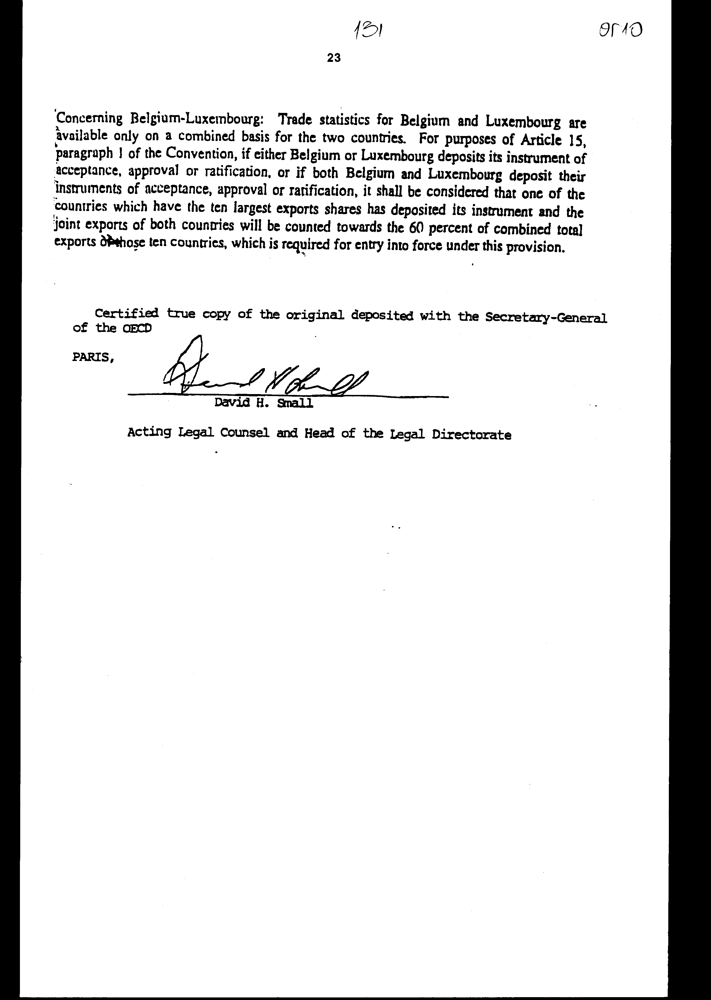 131
23
Concerning Belgium-Luxembourg: Trade statistics for Belgium and Luxembourg are
available only on a combined basis for the two countries. For purposes of Article 15,
paragraph 1 of the Convention, if either Belgium or Luxembourg deposits its instrument of
acceptance, approval or ratification, or if both Belgium and Luxembourg deposit their
instruments of acceptance, approval or ratification, it shall be considered that one of the
countries which have the ten largest exports shares has deposited its instrument and the
joint exports of both countries will be counted towards the 60 percent of combined total
exports of those ten countries, which is required for entry into force under this provision.
Certified true copy of the original deposited with the Secretary-General
of the OECD
PARIS,
David H. Small
Acting Legal Counsel and Head of the Legal Directorate